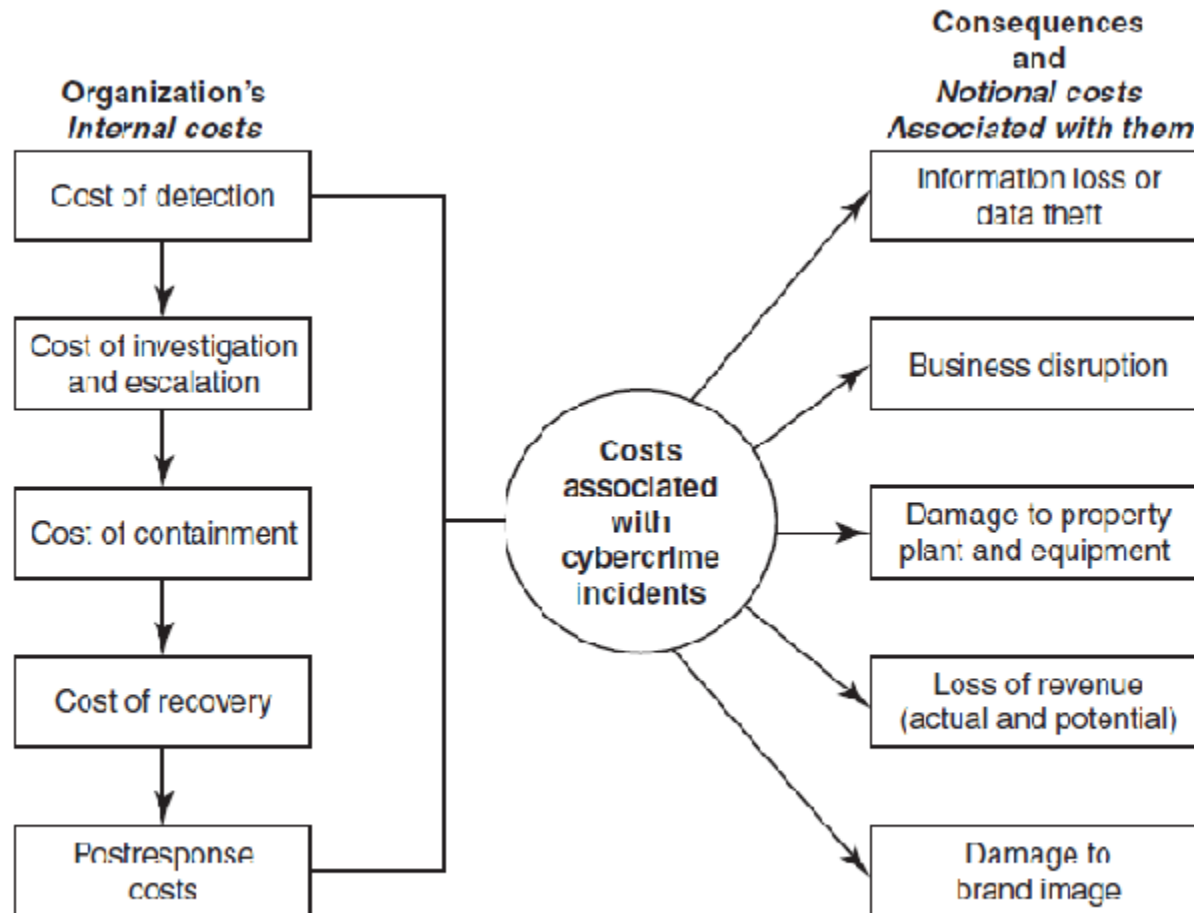 Organization's
Internal costs
Cost of detection
Cost of investigation
and escalation
Cost of containment
Cost of recovery
Postresponse
costs
Costs
associated
with
cybercrime
incidents
Consequences
and
Notional costs
Associated with them
Information loss or
data theft
Business disruption
Damage to property
plant and equipment
Loss of revenue
(actual and potential)
Damage to
brand image